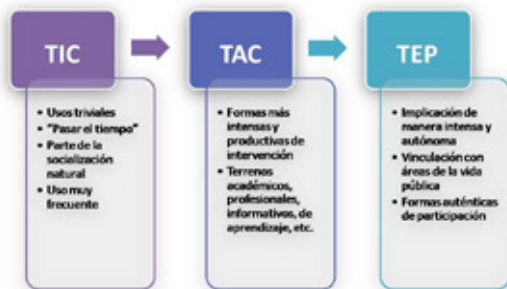 TIC
• Usos triviales
• "Pasar el tiempo"
• Parte de la
socialización
natural
• Uso muy
frecuente
TAC
• Formas más
intensas y
productivas de
intervención
• Terrenos
académicos,
profesionales,
informativos, de
aprendizaje, etc.
TEP
• Implicación de
manera intensa y
autónoma
• Vinculación con
áreas de la vida
pública
• Formas auténticas
de participación